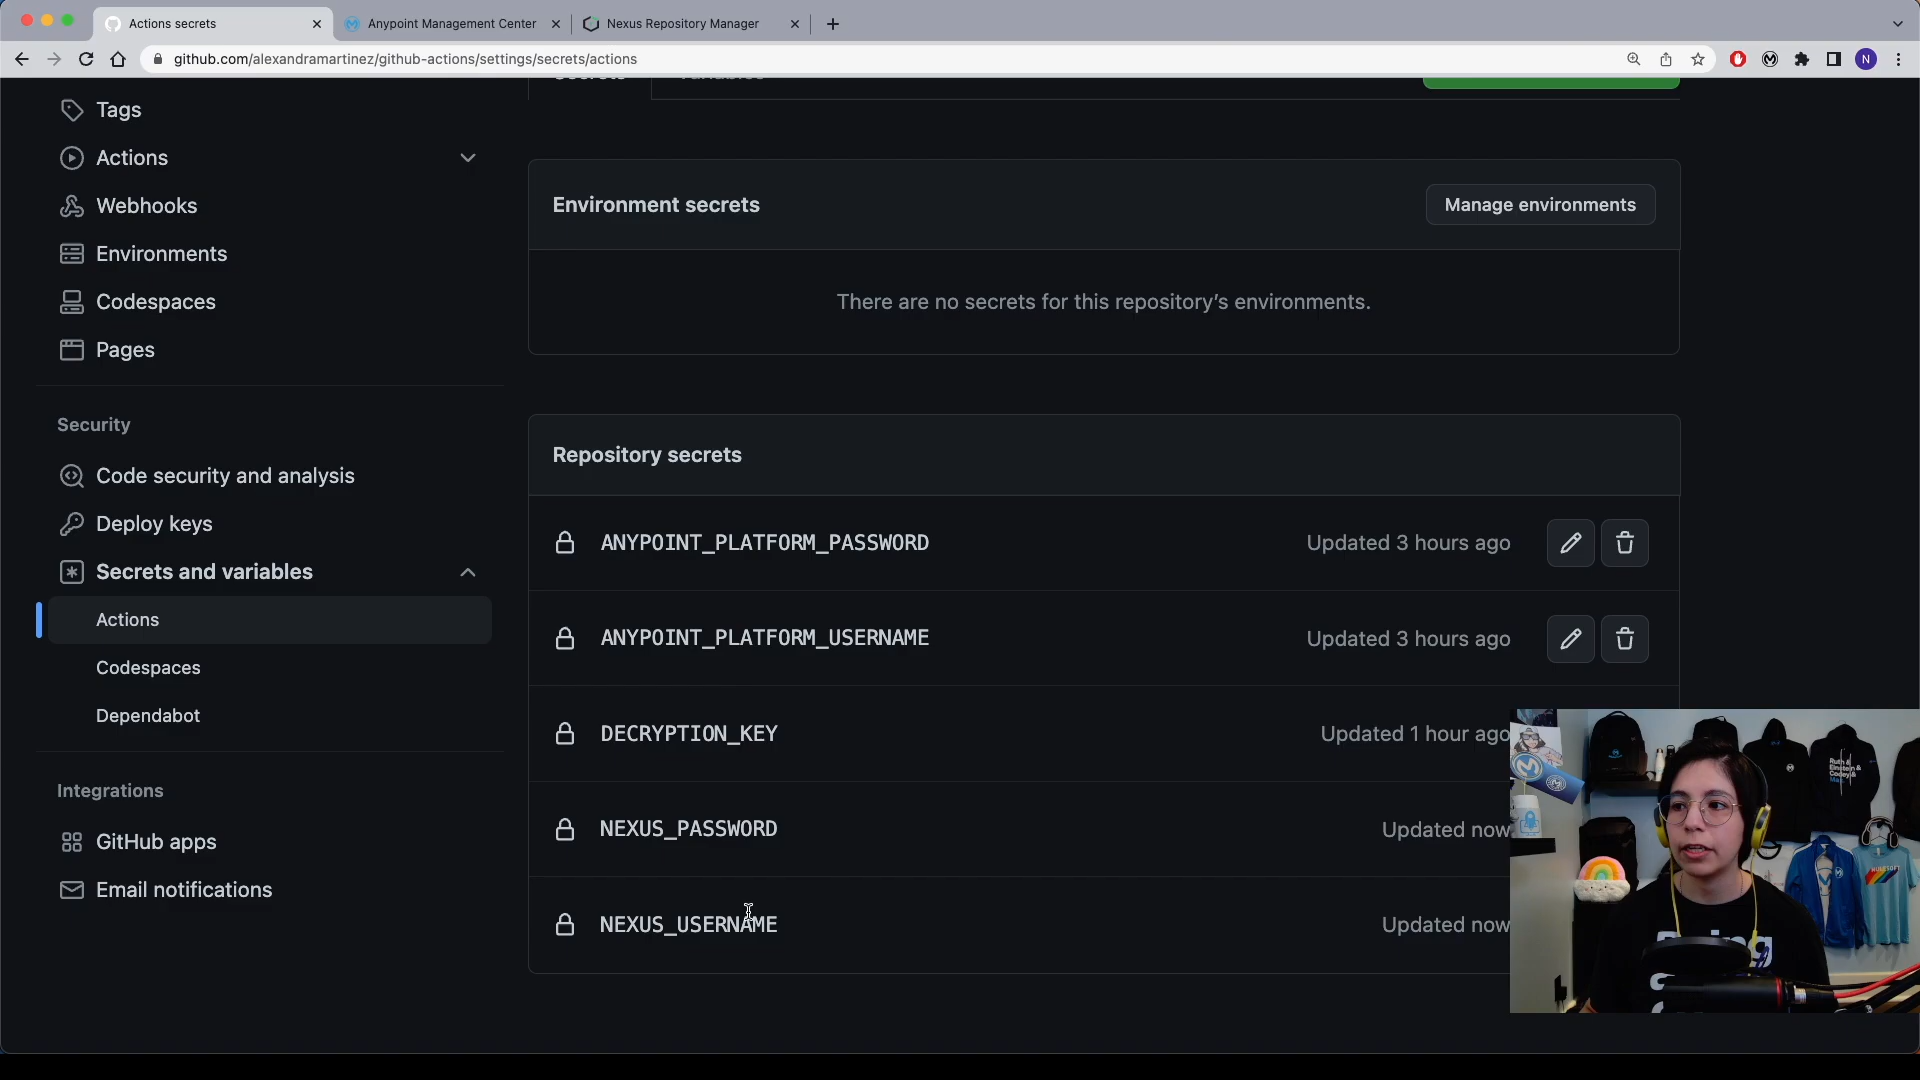 Actions secrets
Anypoint Management Center
Nexus Repository Manager
github.com/alexandramartinez/github-actions/settings/secrets/actions
N
Tags
Actions
Webhooks
Environments
Codespaces
Pages
Security
Code security and analysis
Deploy keys
Secrets and variables
Actions
Codespaces
Dependabot
Integrations
GitHub apps
Email notifications
Environment secrets
Manage environments
There are no secrets for this repository’s environments.
Repository secrets
ANYPOINT_PLATFORM_PASSWORD
Updated 3 hours ago
ANYPOINT_PLATFORM_USERNAME
Updated 3 hours ago
DECRYPTION_KEY
Updated 1 hour ago
NEXUS_PASSWORD
Updated now
NEXUS_USERNAME
Updated now
Ruth &
Einstein &
Codey &